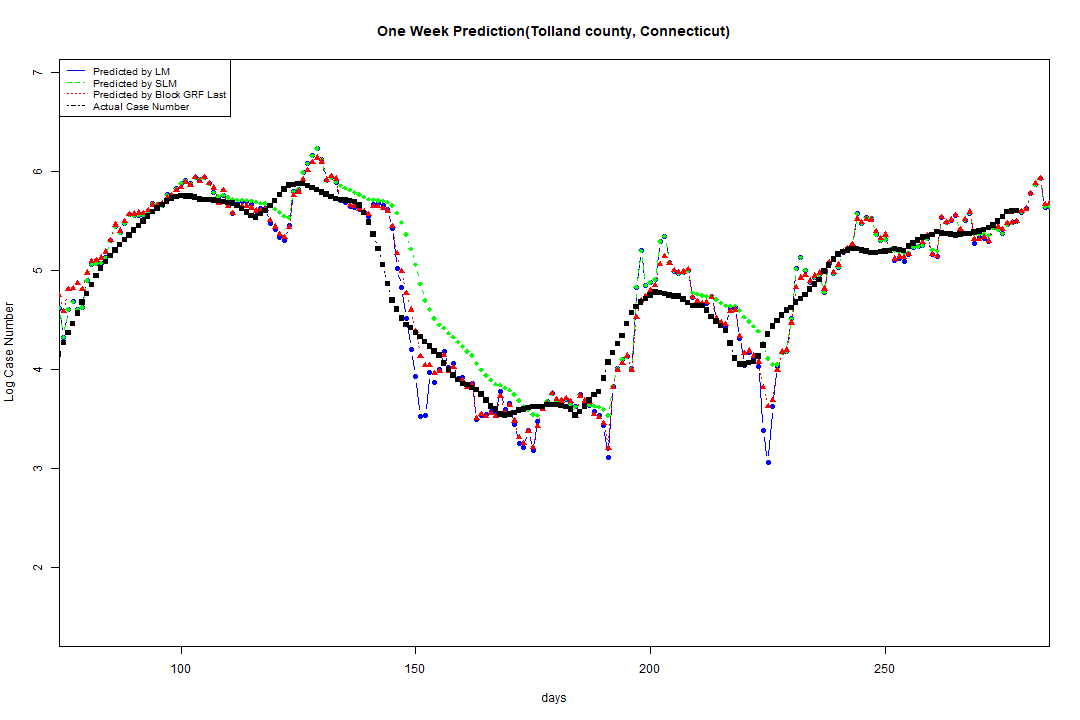 One Week Prediction(Tolland county, Connecticut)
Predicted by LM
Predicted by SLM
Predicted by Block GRF Last
Actual Case Number
7
6
5
4
3
2
Log Case Number
100
150
200
250
days